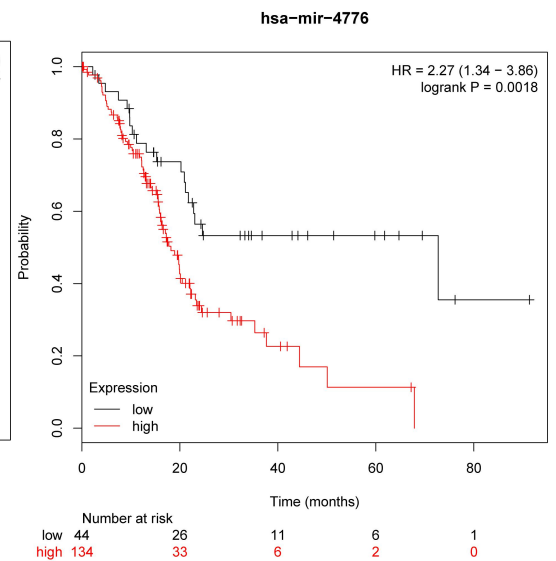 hsa−mir−4776
HR = 2.27 (1.34 − 3.86)
logrank P = 0.0018
Probability
1.0
0.8
0.6
0.4
0.2
0.0
Expression
low
high
0 20 40 60 80
Time (months)
Number at risk
low 44 26 11 6 1
high 134 33 6 2 0